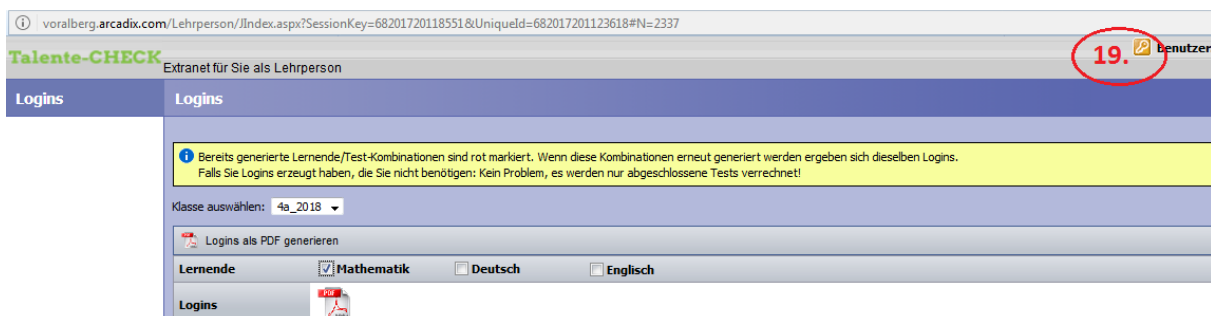 voralberg.arcadix.com/Lehrperson/JIndex.aspx?SessionKey=68201720118551&UniqueId=682017201123618#N=2337
Talente-CHECK
Extranet für Sie als Lehrperson
19.
Benutzer
Logins
Logins
Bereits generierte Lernende/Test-Kombinationen sind rot markiert. Wenn diese Kombinationen erneut generiert werden ergeben sich dieselben Logins.
Falls Sie Logins erzeugt haben, die Sie nicht benötigen: Kein Problem, es werden nur abgeschlossene Tests verrechnet!
Klasse auswählen: 4a_2018
Logins als PDF generieren
Lernende Mathematik Deutsch Englisch
Logins PDF